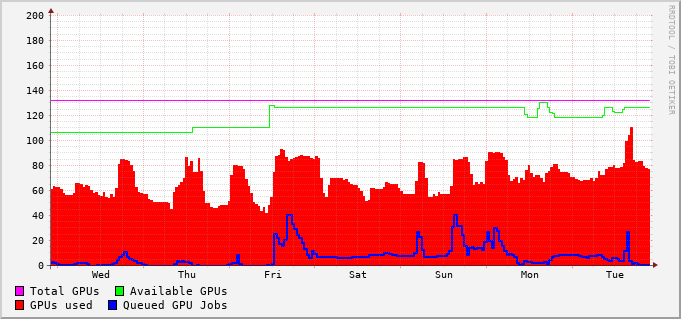 200
180
160
140
120
100
80
60
40
20
0
Wed Thu Fri Sat Sun Mon Tue
Total GPUs Available GPUs
GPUs used Queued GPU Jobs
RRDTOOL / TOBI OETIKER